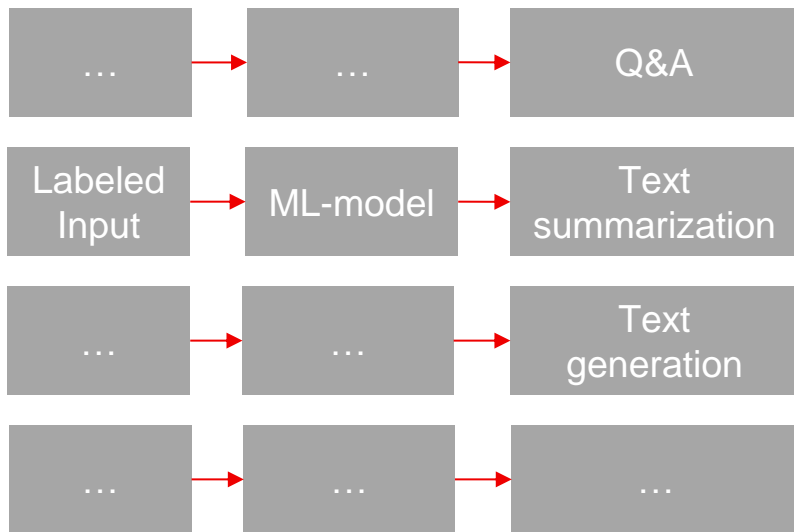 …
…
Q&A
Labeled
Input
ML-model
Text
summarization
…
…
Text
generation
…
…
…